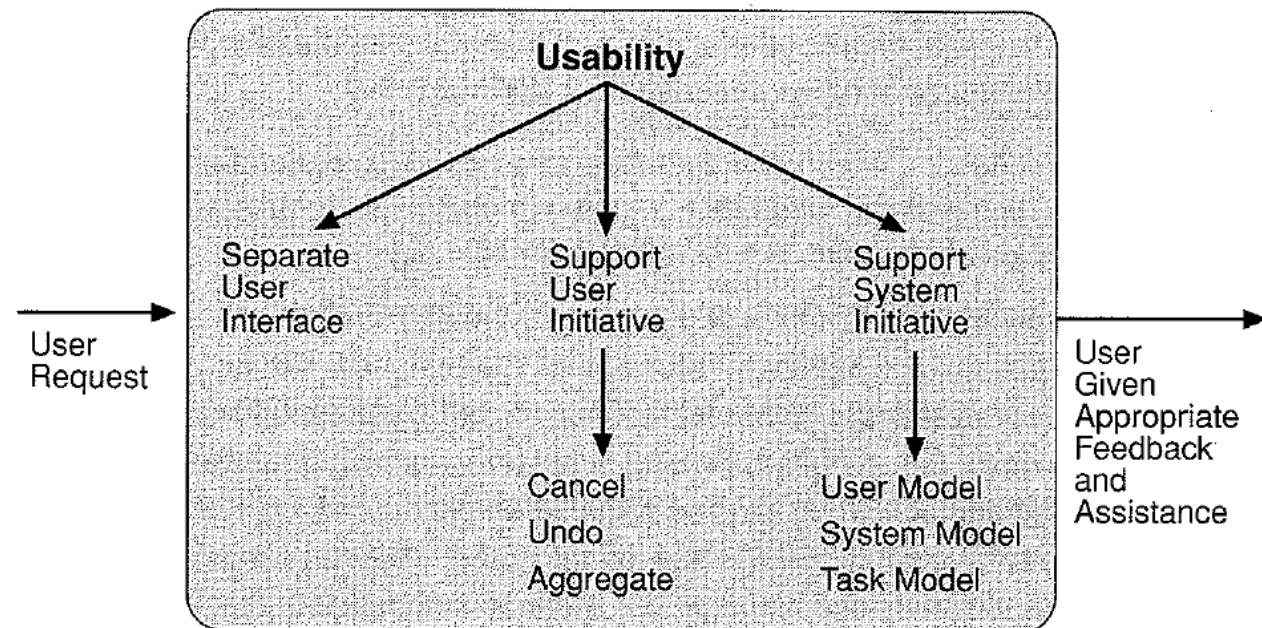 Usability
Separate
User
Interface
Support
User
Initiative
Support
System
Initiative
User
Request
User
Given
Appropriate
Feedback
and
Assistance
Cancel
Undo
Aggregate
User Model
System Model
Task Model